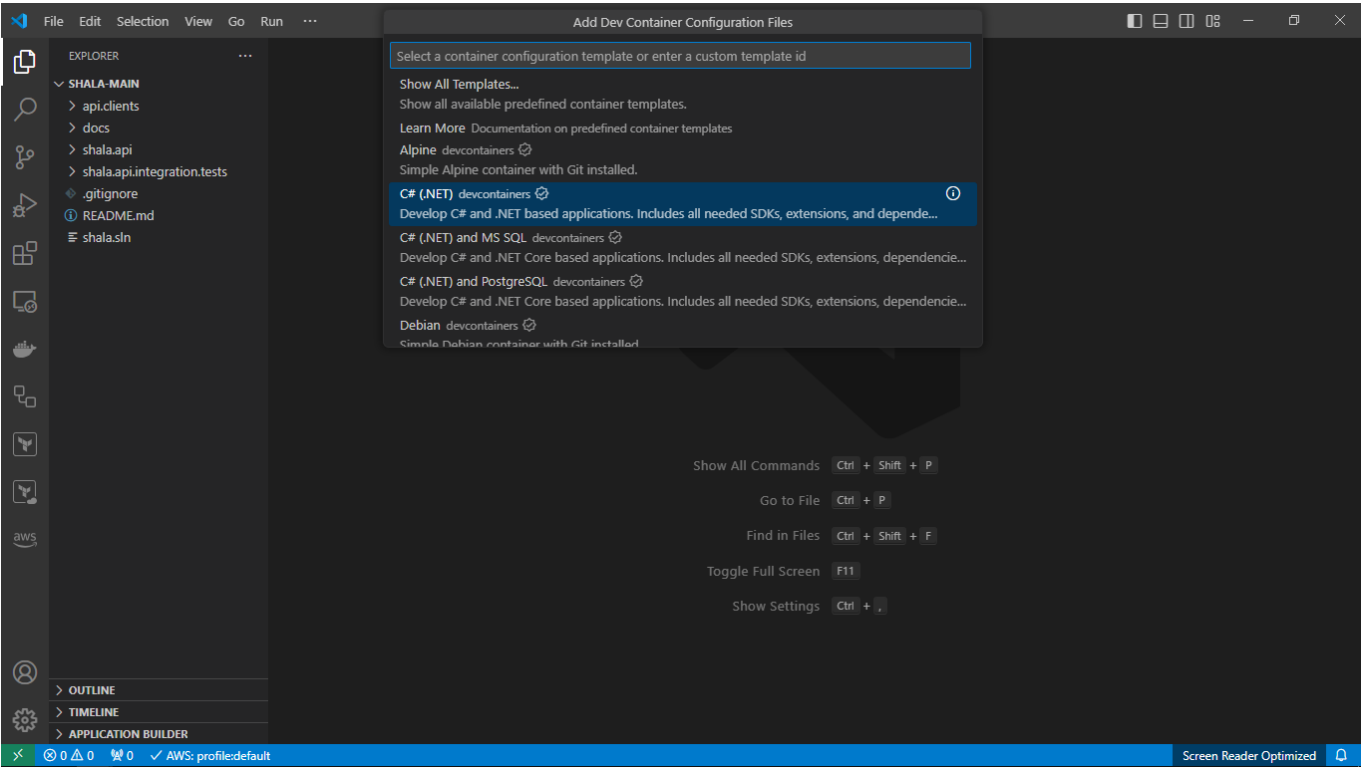 File Edit Selection View Go Run ···
Add Dev Container Configuration Files
EXPLORER
SHALA-MAIN
api.clients
docs
shala.api
shala.api.integration.tests
.gitignore
README.md
shala.sln
Select a container configuration template or enter a custom template id
Show All Templates...
Show all available predefined container templates.
Learn More Documentation on predefined container templates
Alpine devcontainers
Simple Alpine container with Git installed.
C# (.NET) devcontainers
Develop C# and .NET based applications. Includes all needed SDKs, extensions, and depende...
C# (.NET) and MS SQL devcontainers
Develop C# and .NET Core based applications. Includes all needed SDKs, extensions, dependencie...
C# (.NET) and PostgreSQL devcontainers
Develop C# and .NET Core based applications. Includes all needed SDKs, extensions, dependencie...
Debian devcontainers
Simple Debian container with Git installed
Show All Commands Ctrl + Shift + P
Go to File Ctrl + P
Find in Files Ctrl + Shift + F
Toggle Full Screen F11
Show Settings Ctrl + ,
aws
OUTLINE
TIMELINE
APPLICATION BUILDER
0 0 0 AWS: profile:default
Screen Reader Optimized